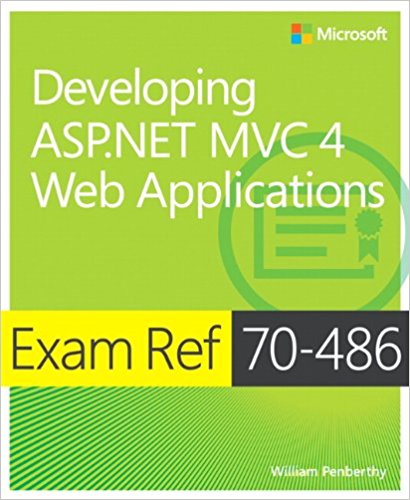 Microsoft
Developing
ASP.NET MVC 4
Web Applications
Exam Ref 70-486
William Penberthy